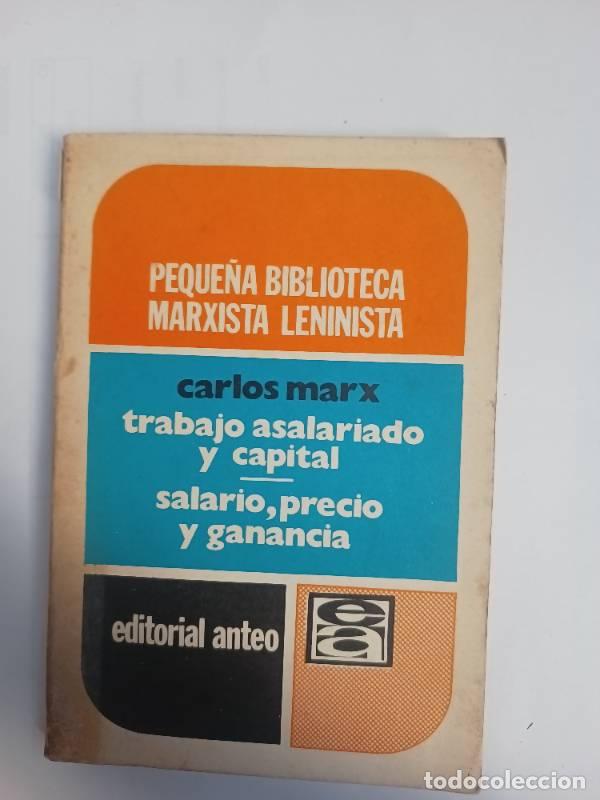 PEQUEÑA BIBLIOTECA
MARXISTA LENINISTA
carlos marx
trabajo asalariado
y capital
salario, precio
y ganancia
editorial anteo
ea
todocoleccion